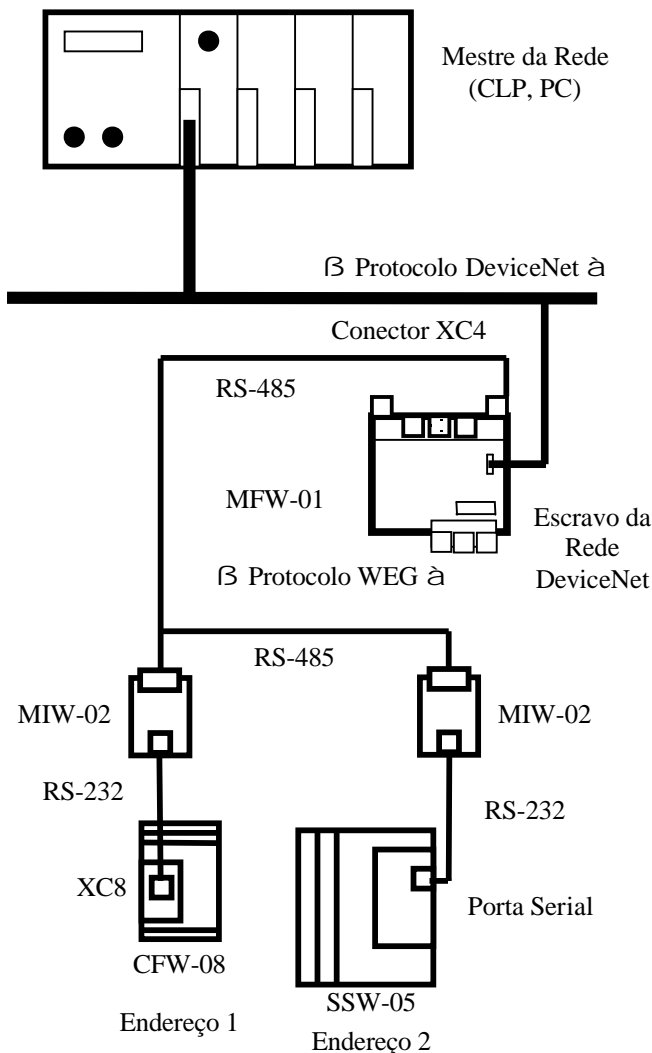 Mestre da Rede
(CLP, PC)
ß Protocolo DeviceNet à
Conector XC4
RS-485
MFW-01
Escravo da
Rede
DeviceNet
ß Protocolo WEG à
RS-485
MIW-02
MIW-02
RS-232
RS-232
XC8
Porta Serial
CFW-08
SSW-05
Endereço 1
Endereço 2